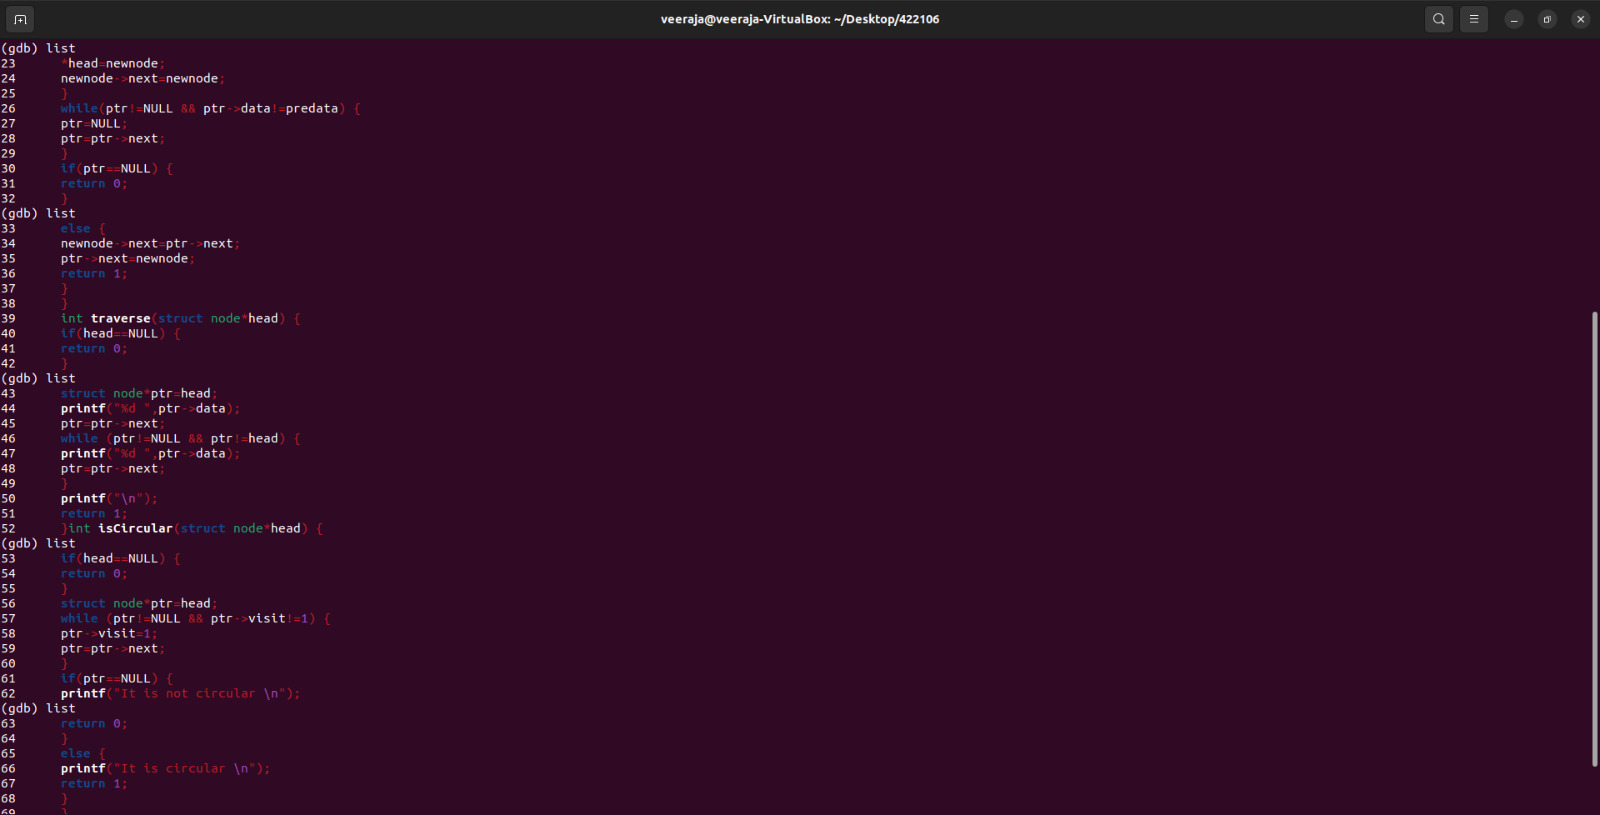 veeraja@veeraja-VirtualBox: ~/Desktop/422106
(gdb) list
23 *head=newnode;
24 newnode->next=newnode;
25 }
26 while(ptr!=NULL && ptr->data!=predata) {
27 ptr=NULL;
28 ptr=ptr->next;
29 }
30 if(ptr==NULL) {
31 return 0;
32 }
(gdb) list
33 else {
34 newnode->next=ptr->next;
35 ptr->next=newnode;
36 return 1;
37 }
38 }
39 int traverse(struct node*head) {
40 if(head==NULL) {
41 return 0;
42 }
(gdb) list
43 struct node*ptr=head;
44 printf("%d ",ptr->data);
45 ptr=ptr->next;
46 while (ptr!=NULL && ptr!=head) {
47 printf("%d ",ptr->data);
48 ptr=ptr->next;
49 }
50 printf("\n");
51 return 1;
52 }int isCircular(struct node*head) {
(gdb) list
53 if(head==NULL) {
54 return 0;
55 }
56 struct node*ptr=head;
57 while (ptr!=NULL && ptr->visit!=1) {
58 ptr->visit=1;
59 ptr=ptr->next;
60 }
61 if(ptr==NULL) {
62 printf("It is not circular \n");
(gdb) list
63 return 0;
64 }
65 else {
66 printf("It is circular \n");
67 return 1;
68 }
69 }